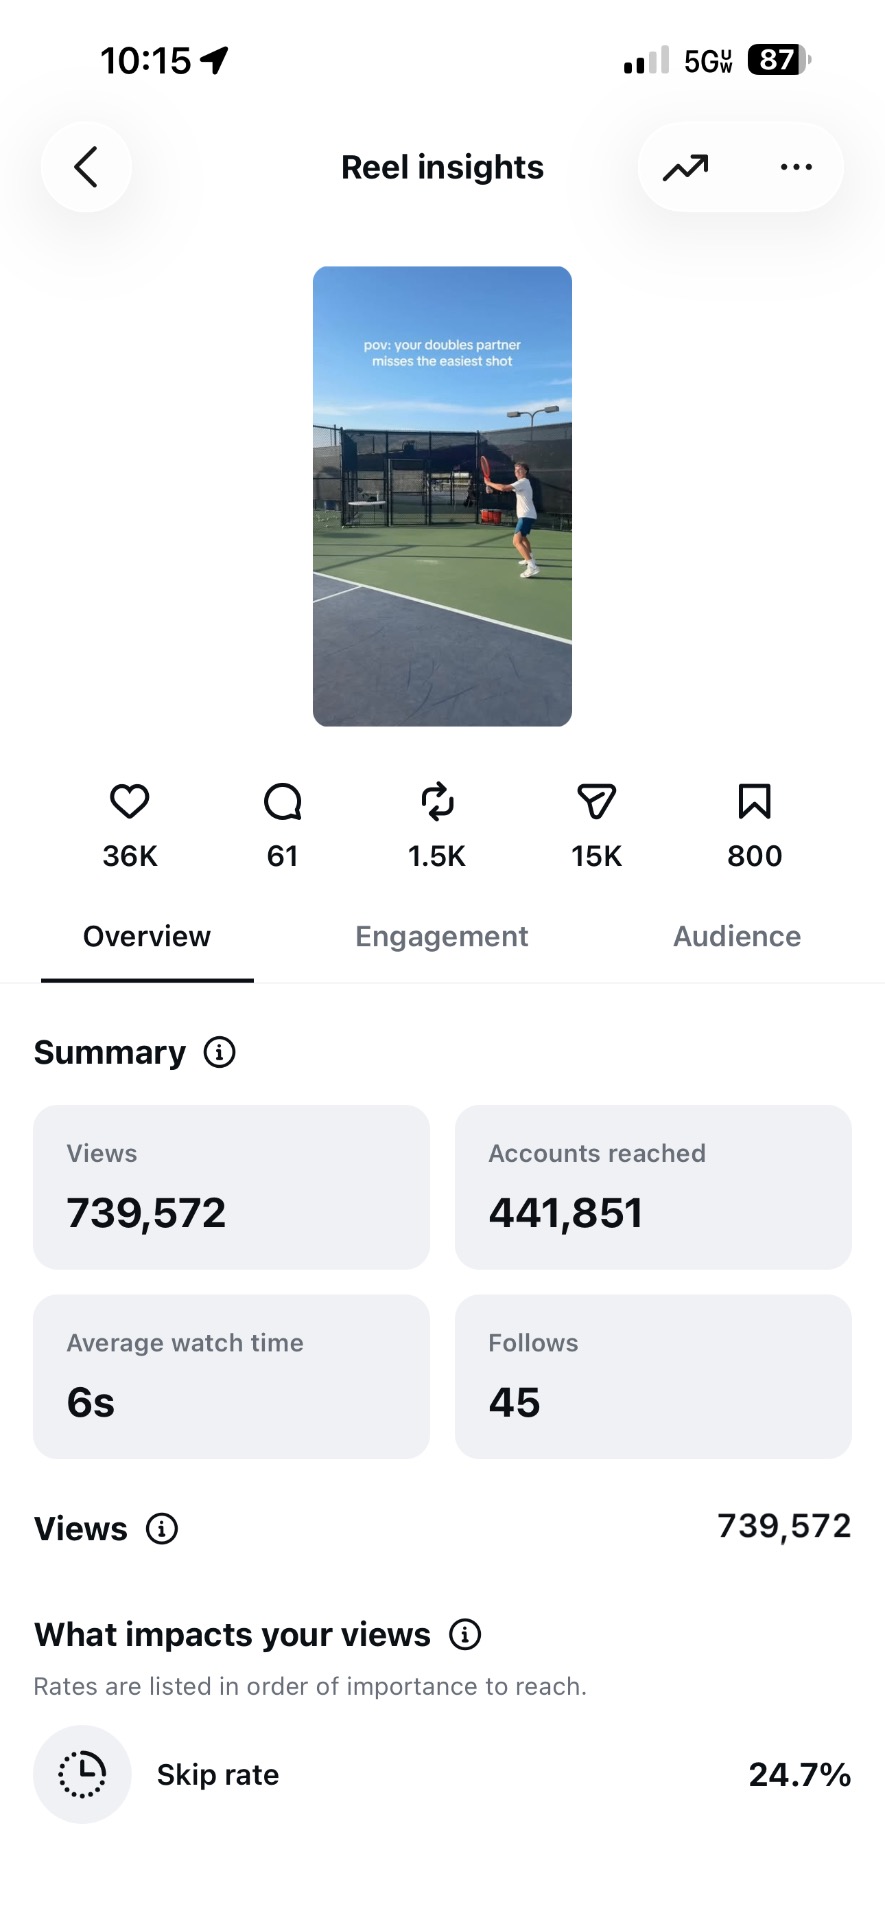 10:15
5GUW
87
Reel insights
pov: your doubles partner
misses the easiest shot
36K
61
1.5K
15K
800
Overview
Engagement
Audience
Summary
Views
Accounts reached
739,572
441,851
Average watch time
Follows
6s
45
Views
739,572
What impacts your views
Rates are listed in order of importance to reach.
Skip rate
24.7%